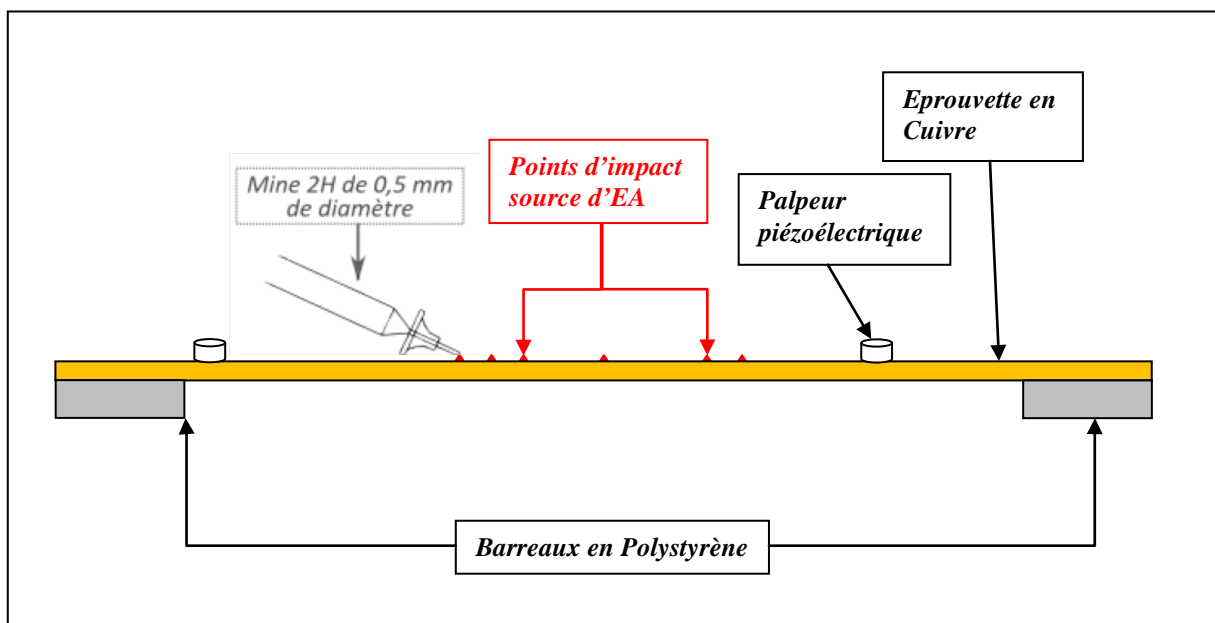 Eprouvette en
Cuivre
Points d'impact
source d'EA
Mine 2H de 0,5 mm
de diamètre
Palpeur
piézoélectrique
Barreaux en Polystyrène